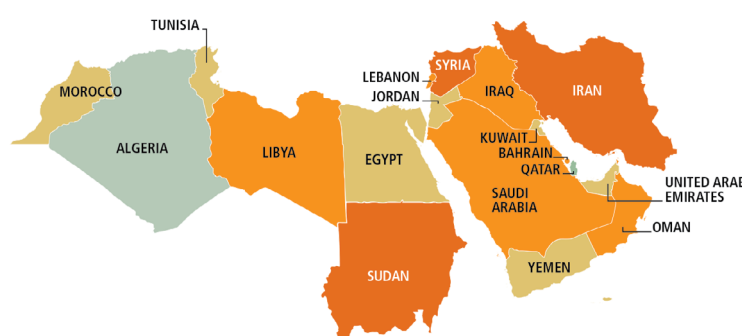 TUNISIA
MOROCCO
ALGERIA
LIBYA
EGYPT
SUDAN
SYRIA
LEBANON
JORDAN
IRAQ
IRAN
KUWAIT
BAHRAIN
QATAR
SAUDI
ARABIA
UNITED ARAB
EMIRATES
OMAN
YEMEN